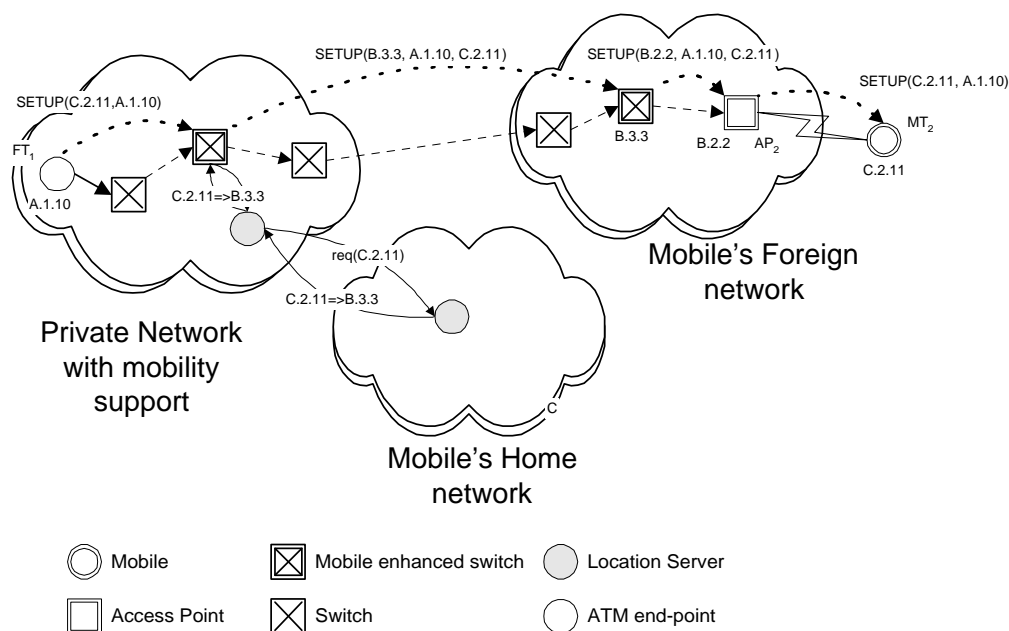 SETUP(B.3.3, A.1.10, C.2.11)
SETUP(B.2.2, A.1.10, C.2.11)
SETUP(C.2.11, A.1.10)
SETUP(C.2.11,A.1.10)
FT1
A.1.10
C.2.11=>B.3.3
B.3.3
B.2.2
AP2
MT2
C.2.11
req(C.2.11)
C.2.11=>B.3.3
Private Network
with mobility
support
Mobile's Foreign
network
C
Mobile's Home
network
Mobile
Mobile enhanced switch
Location Server
Access Point
Switch
ATM end-point